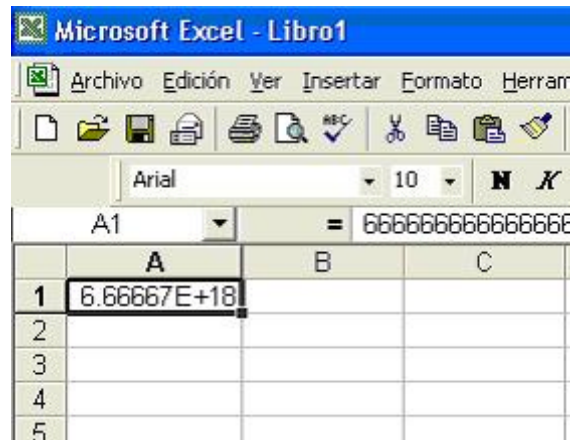 Microsoft Excel - Libro1
Archivo Edición Ver Insertar Formato
ABC
Arial 10 N K
A1 =
A B C
1 6.66667E+18
2
3
4
5